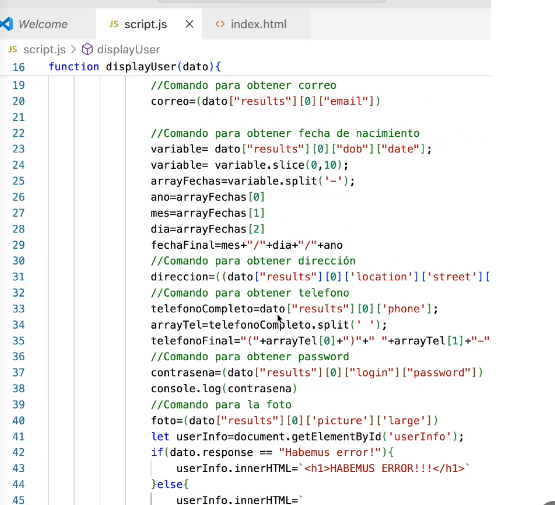 Welcome
JS script.js ×
<> index.html
JS script.js > displayUser
16 function displayUser(dato){
19 //Comando para obtener correo
20 correo=(dato["results"][0]["email"])
21
22 //Comando para obtener fecha de nacimiento
23 variable= dato["results"][0]["dob"]["date"];
24 variable= variable.slice(0,10);
25 arrayFechas=variable.split('-');
26 ano=arrayFechas[0]
27 mes=arrayFechas[1]
28 dia=arrayFechas[2]
29 fechaFinal=mes+"/"+dia+"/"+ano
30 //Comando para obtener dirección
31 direccion=((dato["results"][0]['location']['street'][
32 //Comando para obtener telefono
33 telefonoCompleto=dato["results"][0]['phone'];
34 arrayTel=telefonoCompleto.split(' ');
35 telefonoFinal="("+arrayTel[0]+")"+" "+arrayTel[1]+"-"
36 //Comando para obtener password
37 contrasena=(dato["results"][0]["login"]["password"])
38 console.log(contrasena)
39 //Comando para la foto
40 foto=(dato["results"][0]['picture']['large'])
41 let userInfo=document.getElementById('userInfo');
42 if(dato.response == "Habemus error!"){
43 userInfo.innerHTML=`<h1>HABEMUS ERROR!!!</h1>`
44 }else{
45 userInfo.innerHTML=`